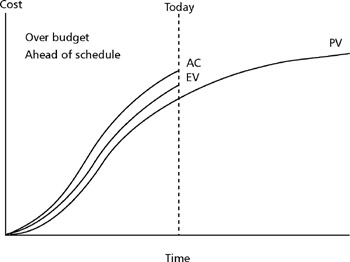 Cost
Today
Over budget
Ahead of schedule
AC
EV
PV
Time